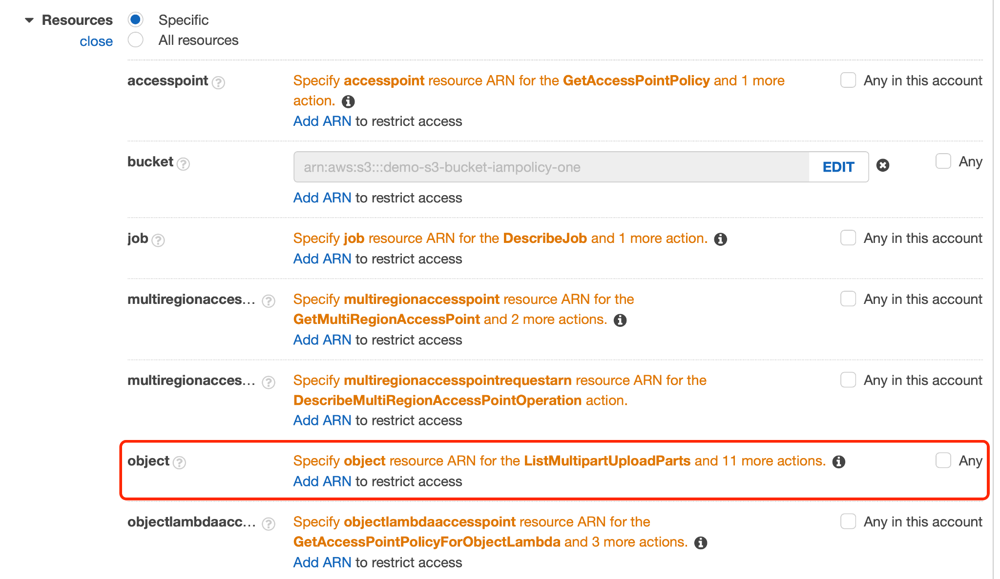 Resources Specific
close All resources
accesspoint ? Specify accesspoint resource ARN for the GetAccessPointPolicy and 1 more Any in this account
action. i
Add ARN to restrict access
bucket ? arn:aws:s3:::demo-s3-bucket-iampolicy-one EDIT Any
Add ARN to restrict access
job ? Specify job resource ARN for the DescribeJob and 1 more action. i Any in this account
Add ARN to restrict access
multiregionacces... ? Specify multiregionaccesspoint resource ARN for the Any in this account
GetMultiRegionAccessPoint and 2 more actions. i
Add ARN to restrict access
multiregionacces... ? Specify multiregionaccesspointrequestarn resource ARN for the Any in this account
DescribeMultiRegionAccessPointOperation action.
Add ARN to restrict access
object ? Specify object resource ARN for the ListMultipartUploadParts and 11 more actions. i Any
Add ARN to restrict access
objectlambdaacc... ? Specify objectlambdaaccesspoint resource ARN for the Any in this account
GetAccessPointPolicyForObjectLambda and 3 more actions. i
Add ARN to restrict access